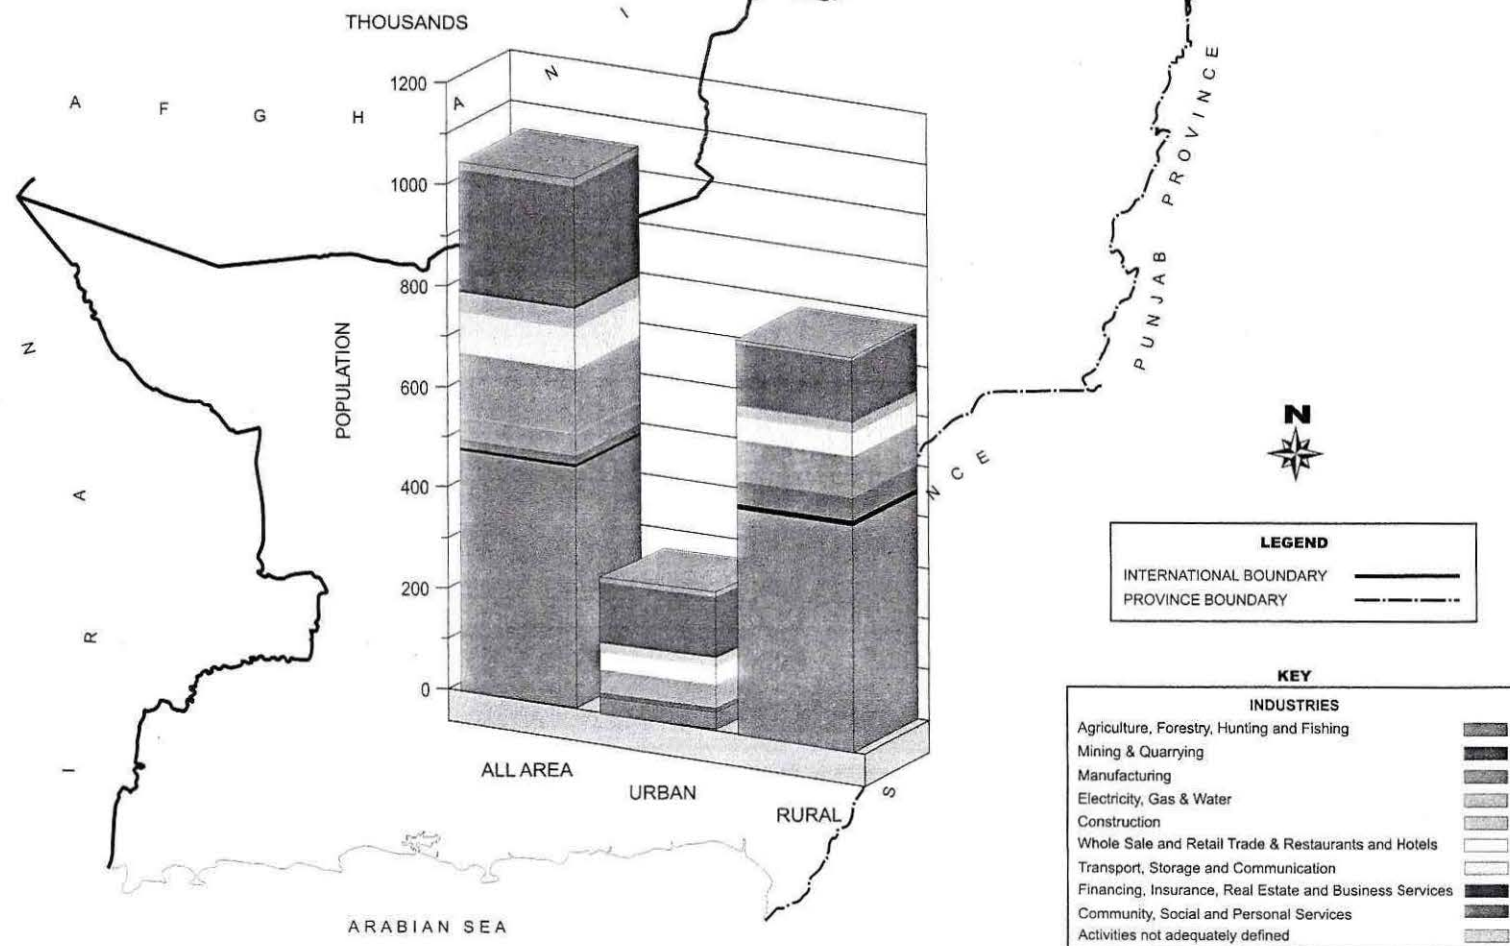 THOUSANDS
A F G H A N I
1200
1000
800
600
400
200
0
POPULATION
I R A N
PUNJAB PROVINCE
S
NCE
N
ALL AREA
URBAN
RURAL
ARABIAN SEA
LEGEND
INTERNATIONAL BOUNDARY
PROVINCE BOUNDARY
KEY
INDUSTRIES
Agriculture, Forestry, Hunting and Fishing
Mining & Quarrying
Manufacturing
Electricity, Gas & Water
Construction
Whole Sale and Retail Trade & Restaurants and Hotels
Transport, Storage and Communication
Financing, Insurance, Real Estate and Business Services
Community, Social and Personal Services
Activities not adequately defined